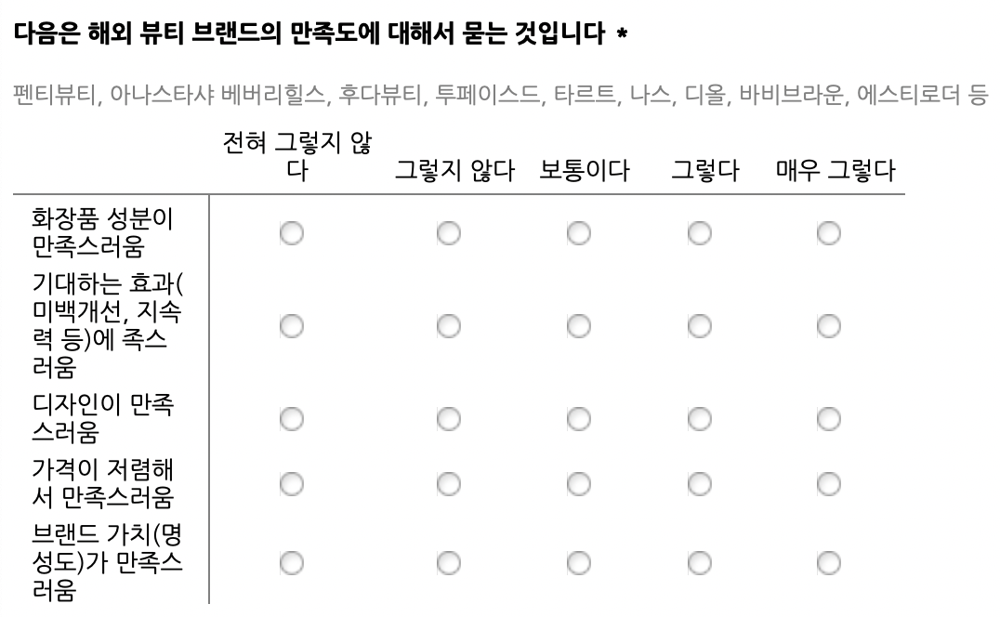 다음은 해외 뷰티 브랜드의 만족도에 대해서 묻는 것입니다 *
펜티뷰티, 아나스타샤 베버리힐스, 후다뷰티, 투페이스드, 타르트, 나스, 디올, 바비브라운, 에스티로더 등
전혀 그렇지 않
다
그렇지 않다
보통이다
그렇다
매우 그렇다
화장품 성분이
만족스러움
기대하는 효과(
미백개선, 지속
력 등)에 족스
러움
디자인이 만족
스러움
가격이 저렴해
서 만족스러움
브랜드 가치(명
성도)가 만족스
러움